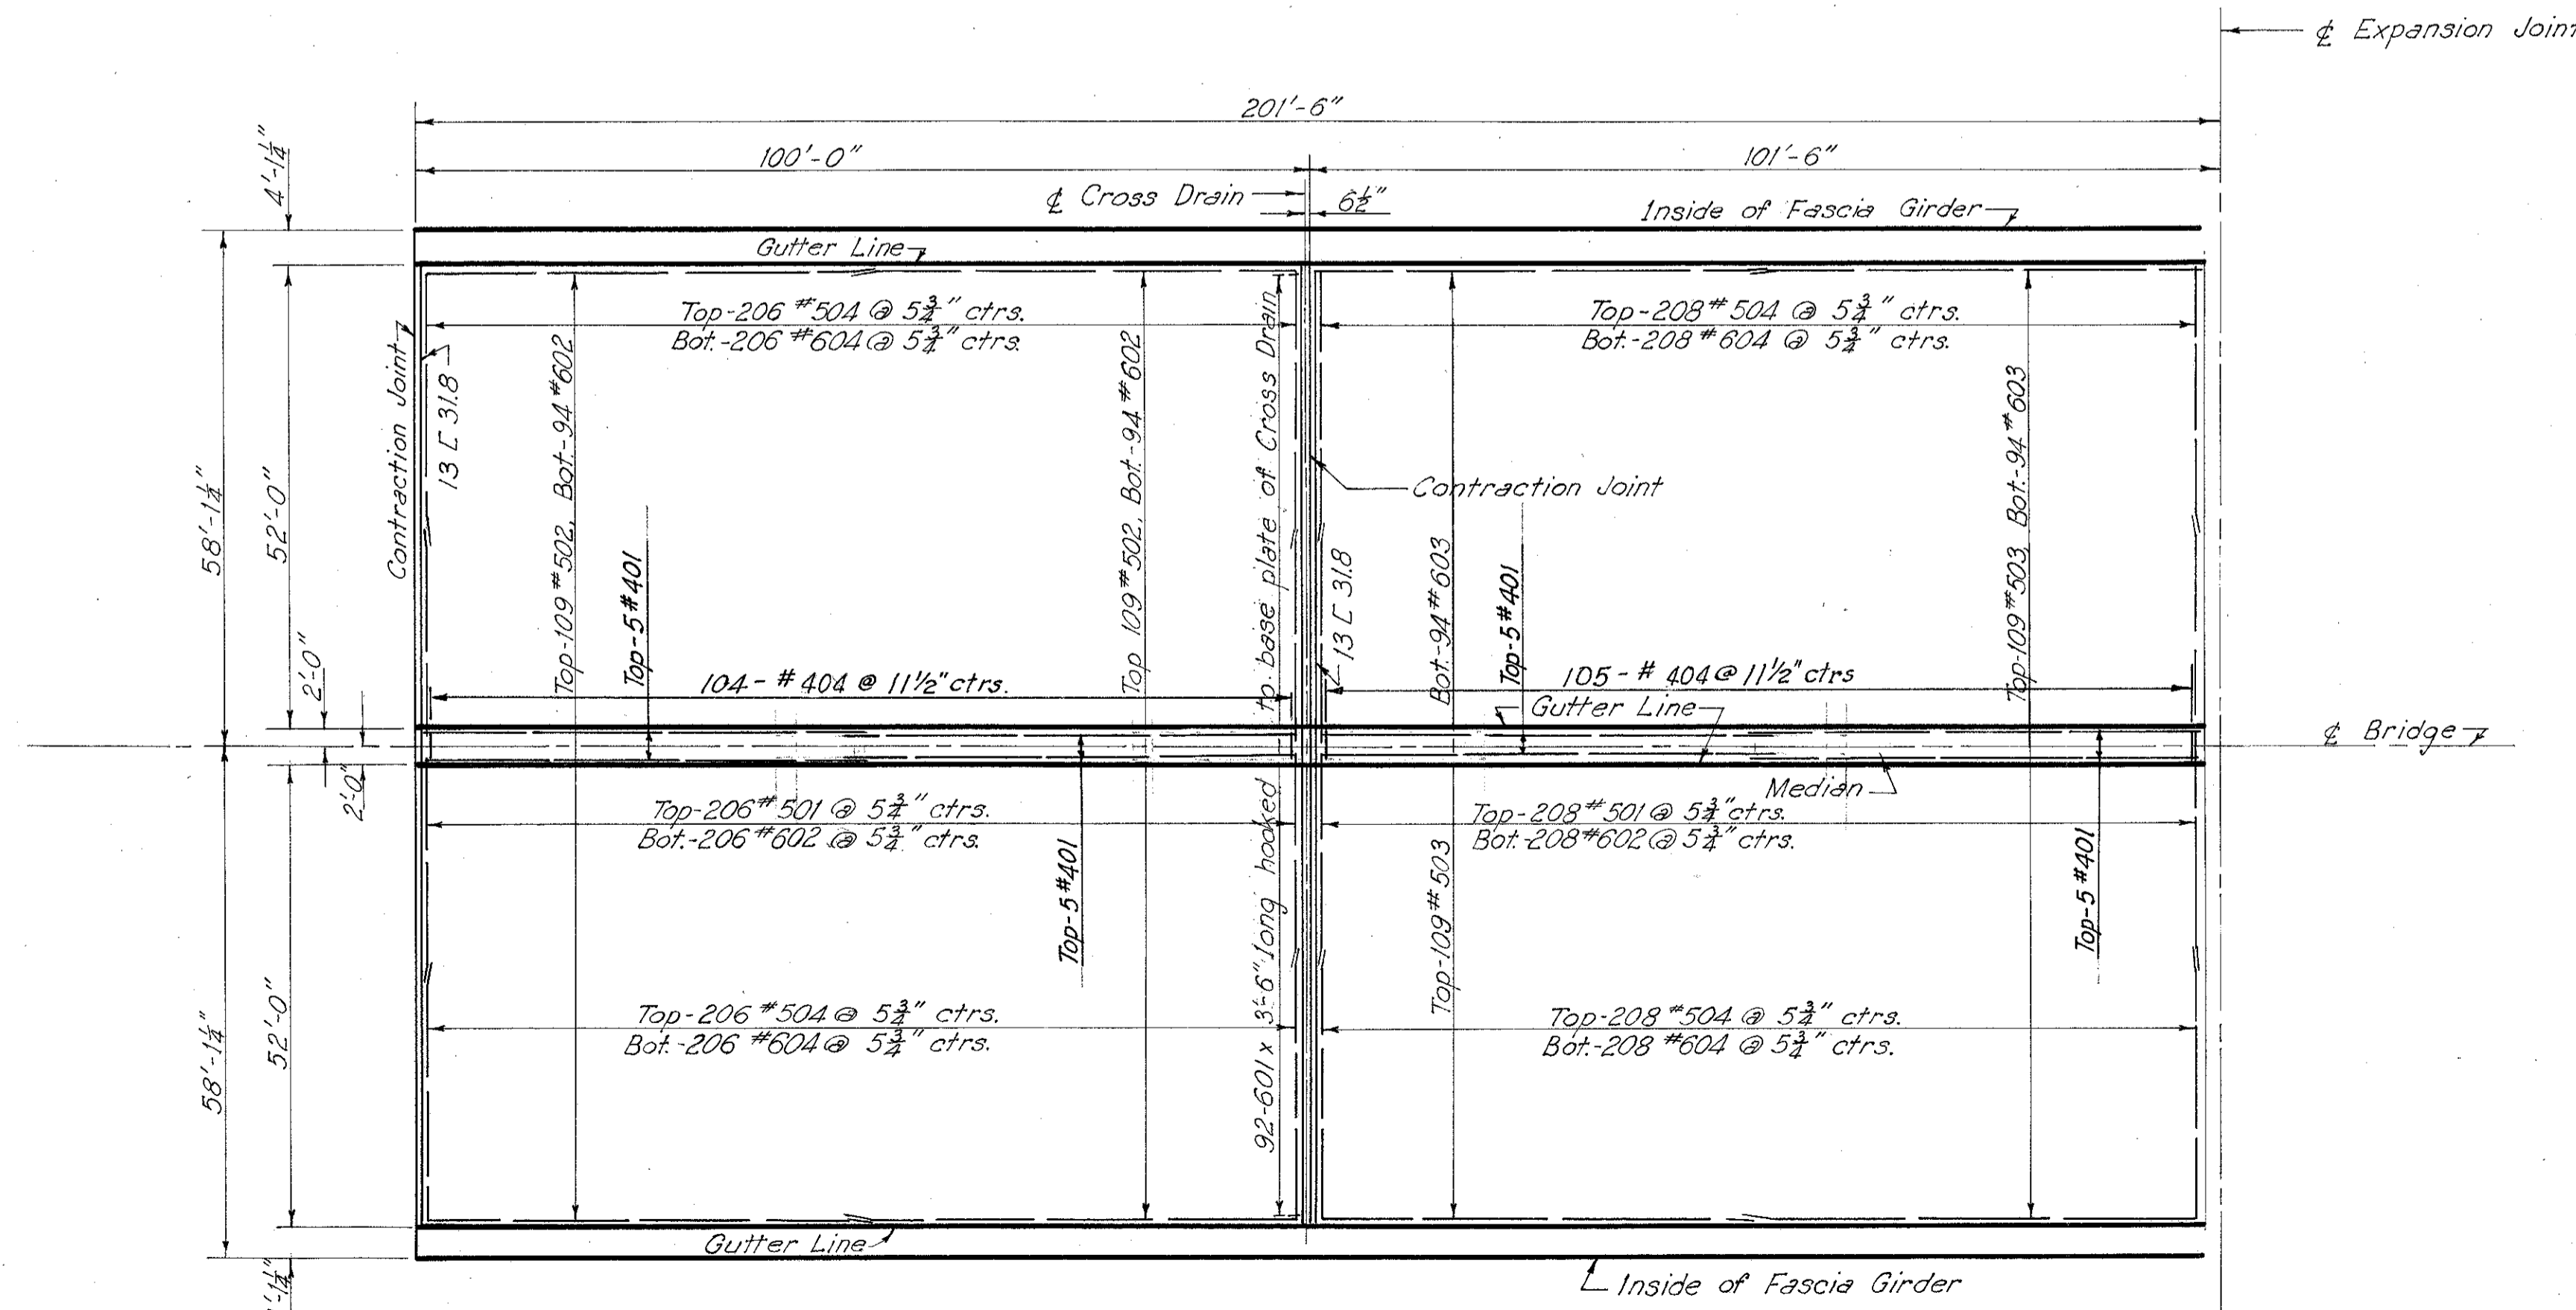 ℄ Expansion Joint
201'-6"
100'-0"
101'-6"
4'-1¼"
℄ Cross Drain
6½"
Inside of Fascia Girder
Gutter Line
Top-206 #504 @ 5¾" ctrs.
Bot.-206 #604 @ 5¾" ctrs.
Top-208 #504 @ 5¾" ctrs.
Bot.-208 #604 @ 5¾" ctrs.
Contraction Joint
13 [ 31.8
Top-109 #502, Bot.-94 #602
Top-5 #401
Top 109 #502, Bot.-94 #602
92-601 x 3'-6" long hooked to base plate of Cross Drain
Contraction Joint
13 [ 31.8
Bot.-94 #603
Top-5 #401
Top-109 #503, Bot.-94 #603
58'-1¼"
52'-0"
2'-0"
104 - #404 @ 11½" ctrs.
105 - #404 @ 11½" ctrs
Gutter Line
℄ Bridge
2'-0"
Median
Top-206 #501 @ 5¾" ctrs.
Bot.-206 #602 @ 5¾" ctrs.
Top-208 #501 @ 5¾" ctrs.
Bot.-208 #602 @ 5¾" ctrs.
Top-5 #401
Top-109 #503
Top-5 #401
58'-1¼"
52'-0"
Top-206 #504 @ 5¾" ctrs.
Bot.-206 #604 @ 5¾" ctrs.
Top-208 #504 @ 5¾" ctrs.
Bot.-208 #604 @ 5¾" ctrs.
Gutter Line
'-1¼"
Inside of Fascia Girder